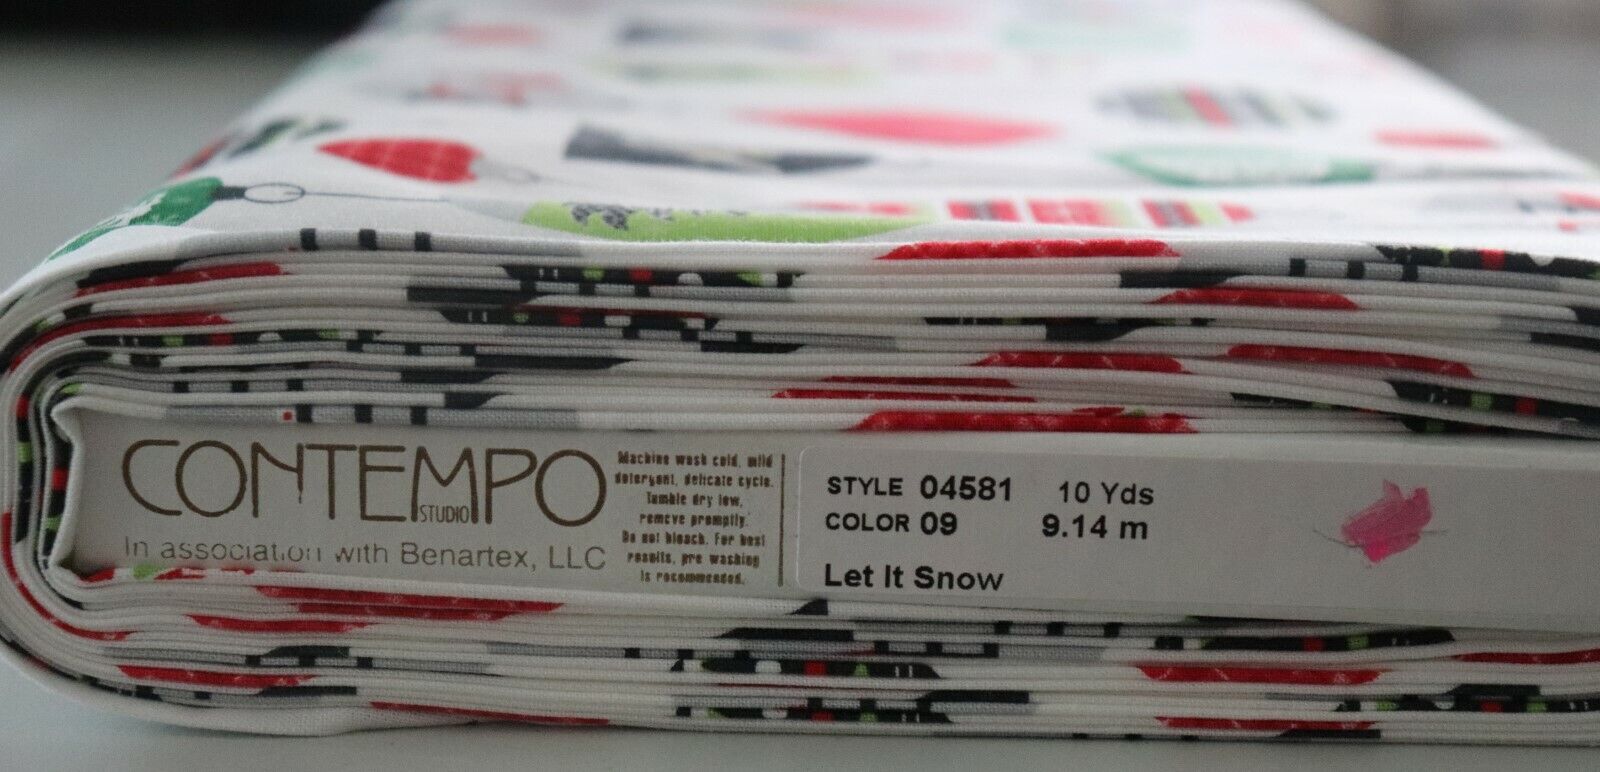 CONTEMPO
STUDIO
In association with Benartex, LLC
Machine wash cold, mild
detergent, delicate cycle.
Tumble dry low,
remove promptly.
Do not bleach. For best
results, pre washing
is recommended.
STYLE 04581 10 Yds
COLOR 09 9.14 m
Let It Snow